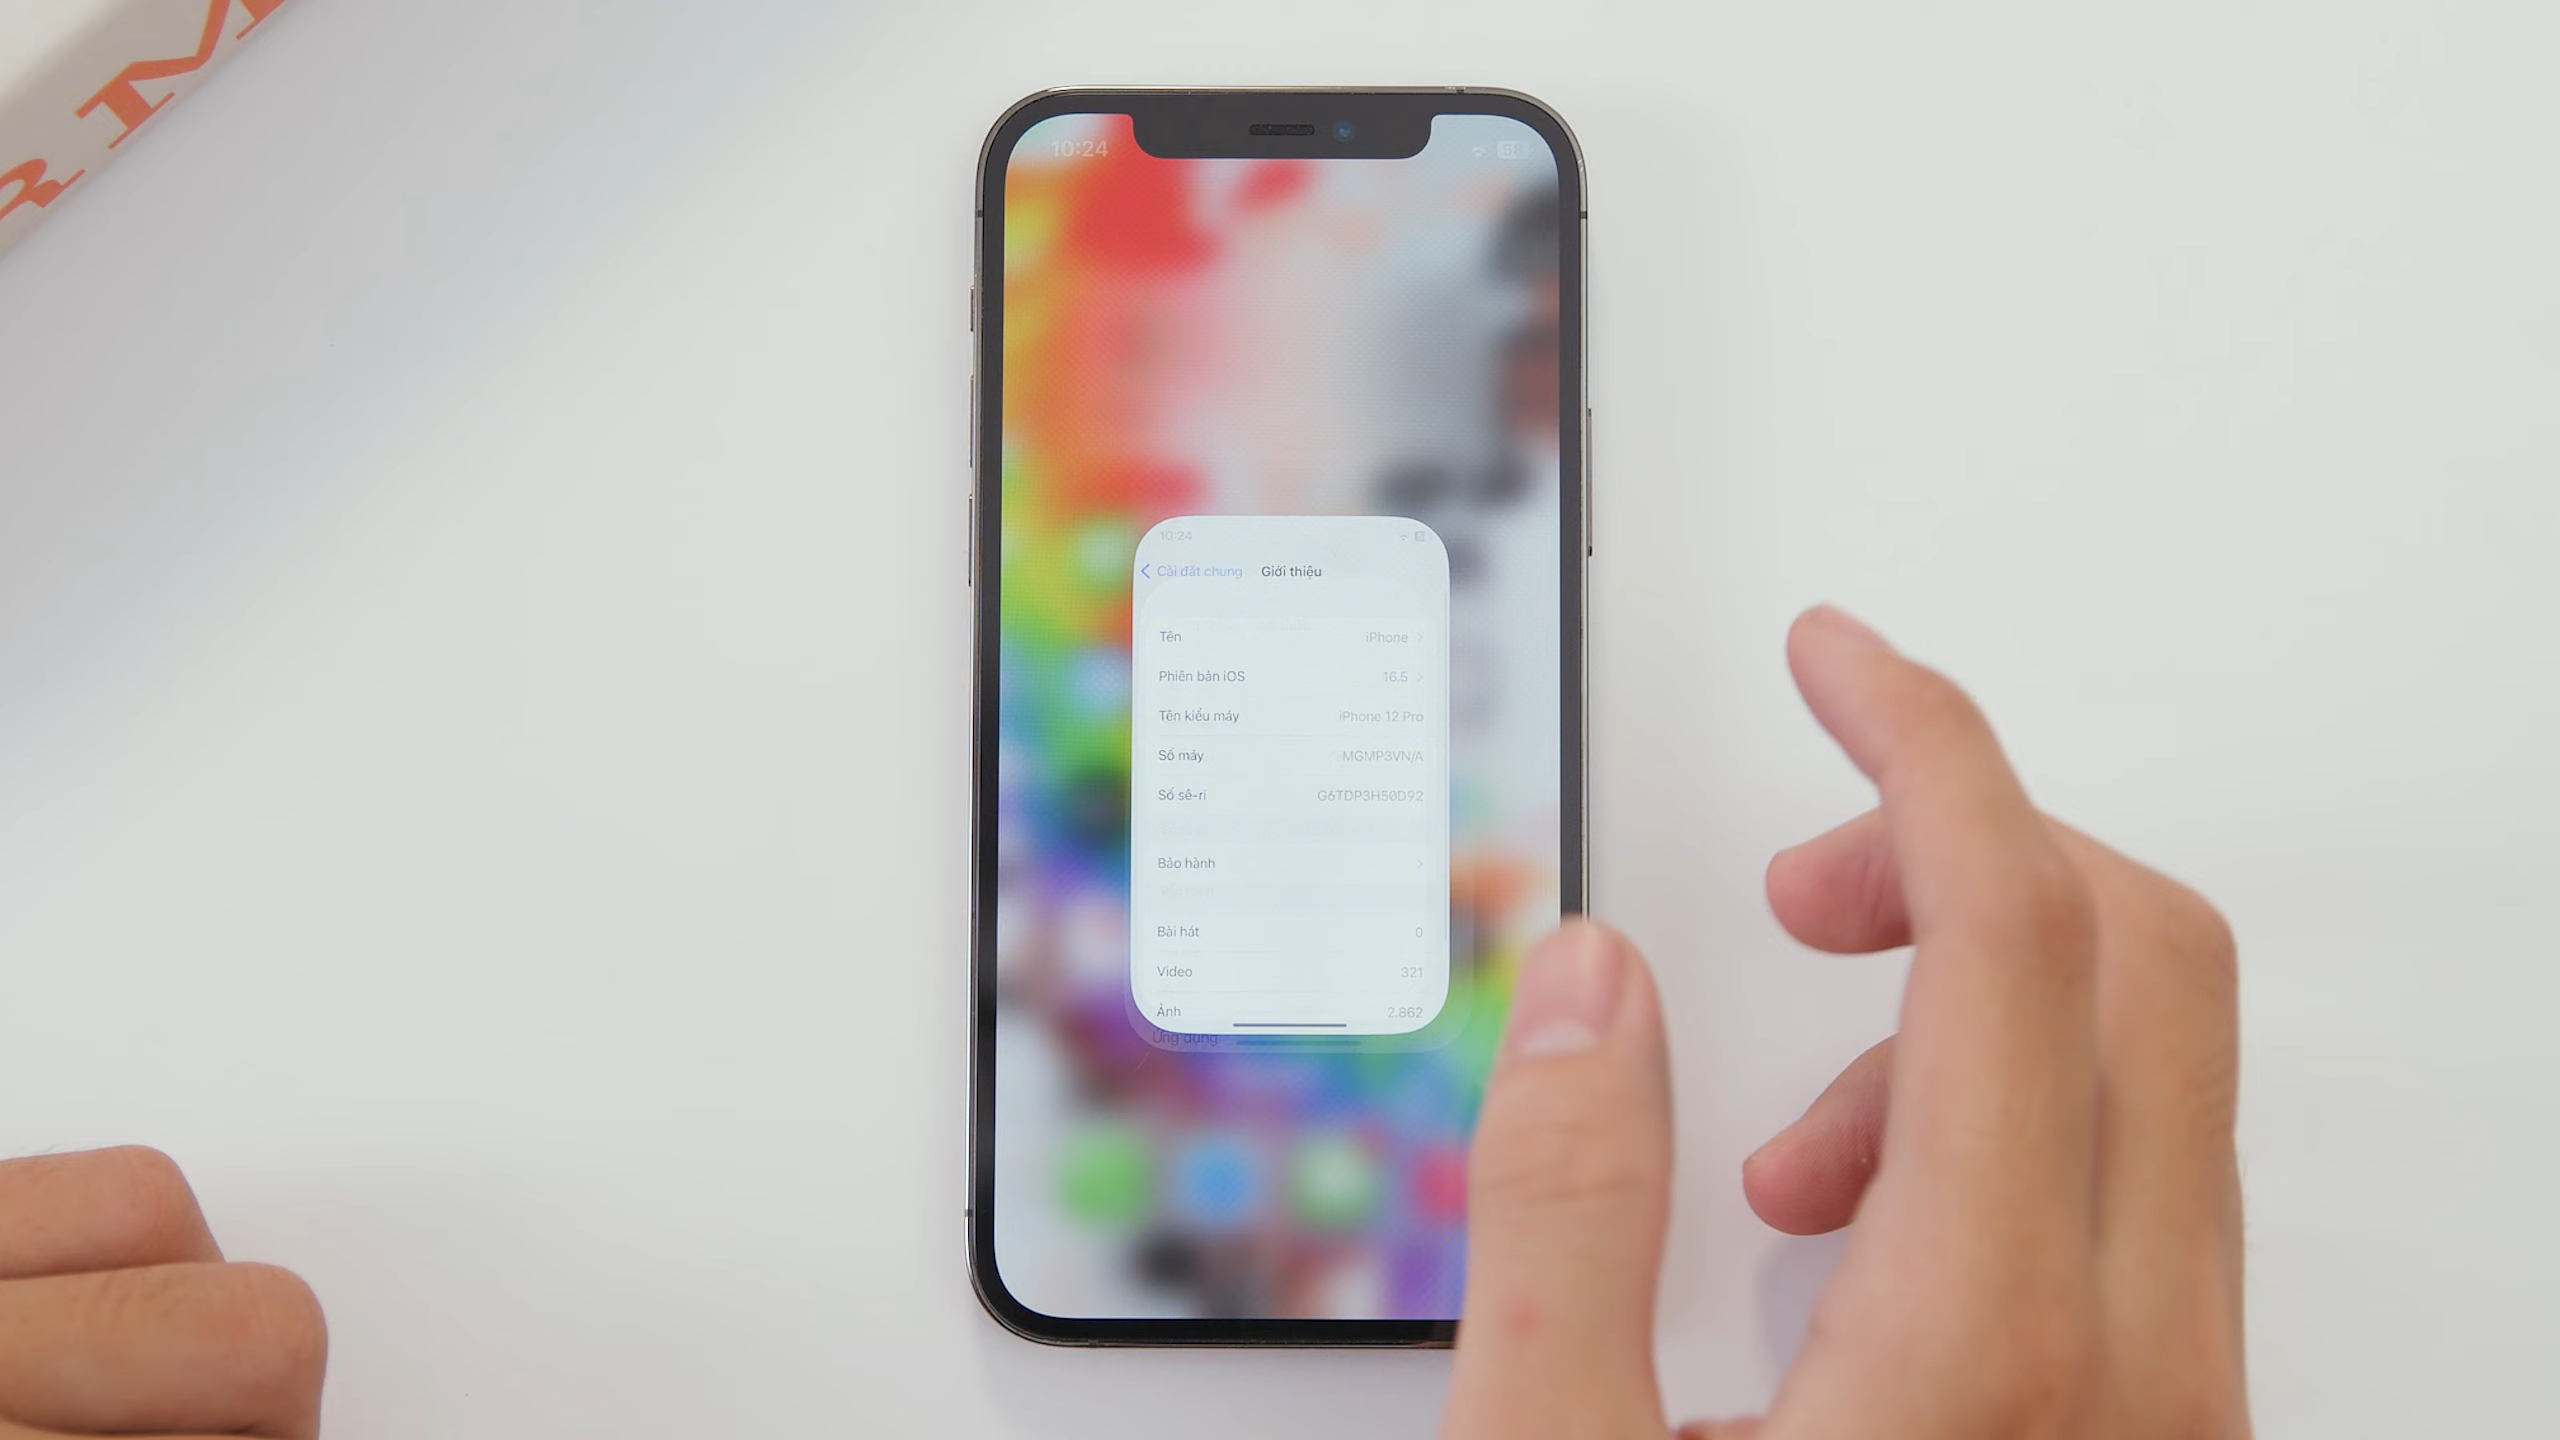 R M
10:24
58
10:24
Cài đặt chung Giới thiệu
Tên iPhone
Phiên bản iOS 16.5
Tên kiểu máy iPhone 12 Pro
Số máy MGMP3VN/A
Số sê-ri G6TDP3H50D92
Bảo hành
Bài hát 0
Video 321
Ảnh 2.862
Ứng dụng